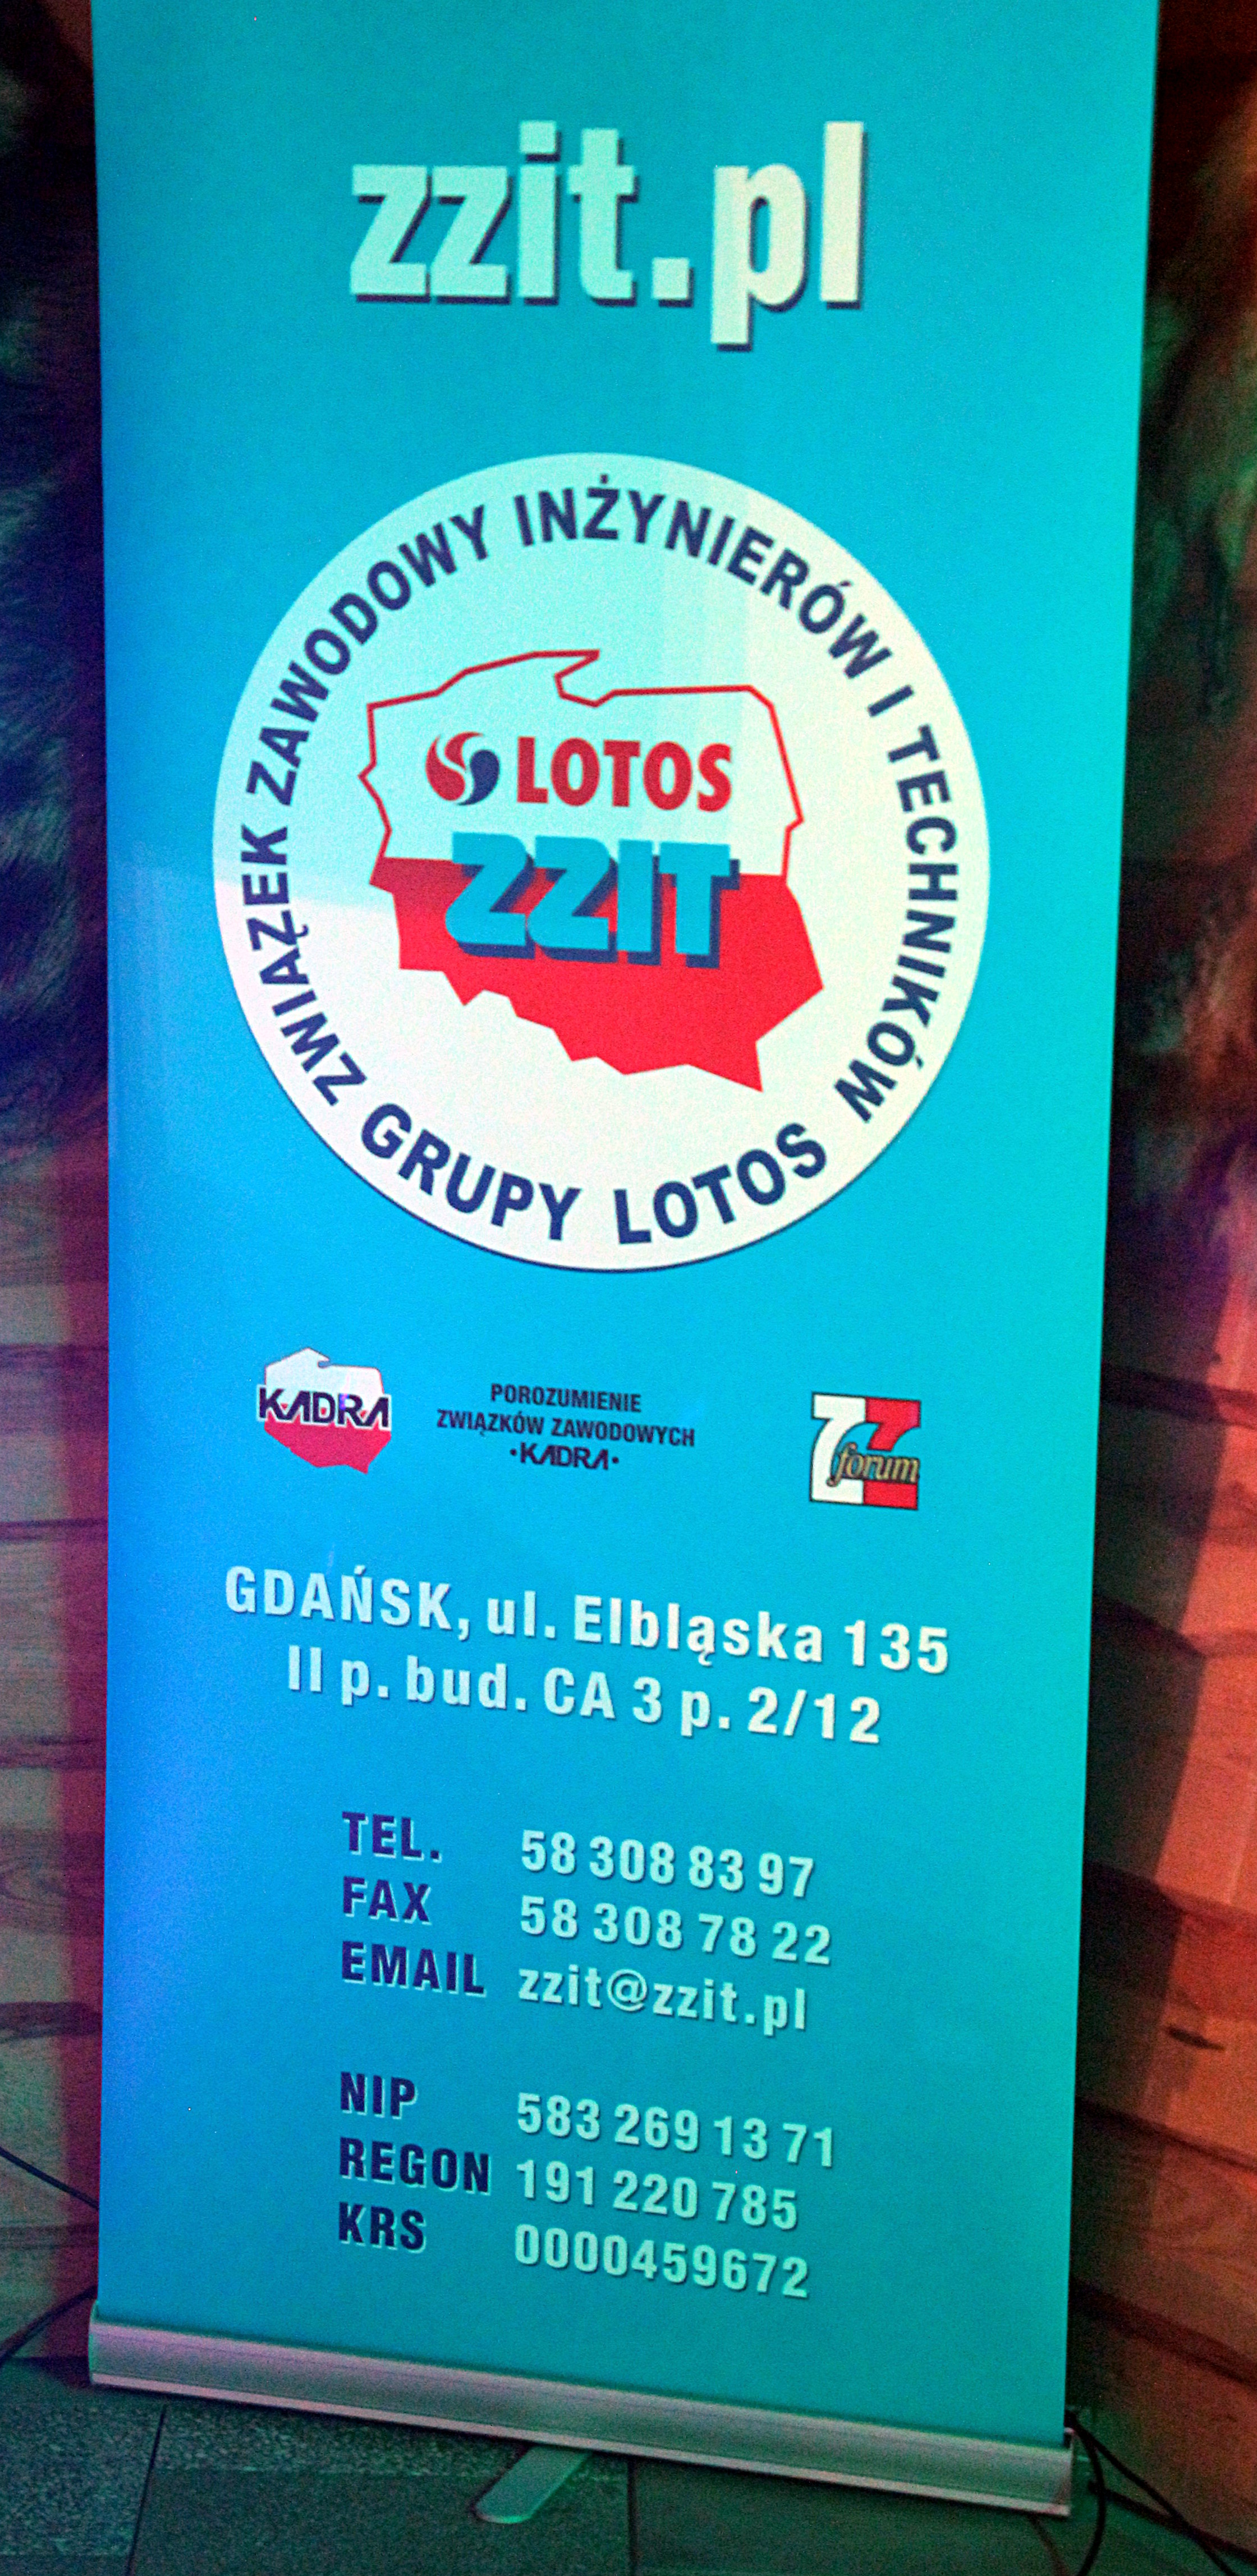 zzit.pl
ZWIĄZEK ZAWODOWY INŻYNIERÓW I TECHNIKÓW
GRUPY LOTOS
LOTOS
ZZIT
KADRA
POROZUMIENIE
ZWIĄZKÓW ZAWODOWYCH
•KADRA•
ZZ
forum
GDAŃSK, ul. Elbląska 135
II p. bud. CA 3 p. 2/12
TEL. 58 308 83 97
FAX 58 308 78 22
EMAIL zzit@zzit.pl
NIP 583 269 13 71
REGON 191 220 785
KRS 0000459672